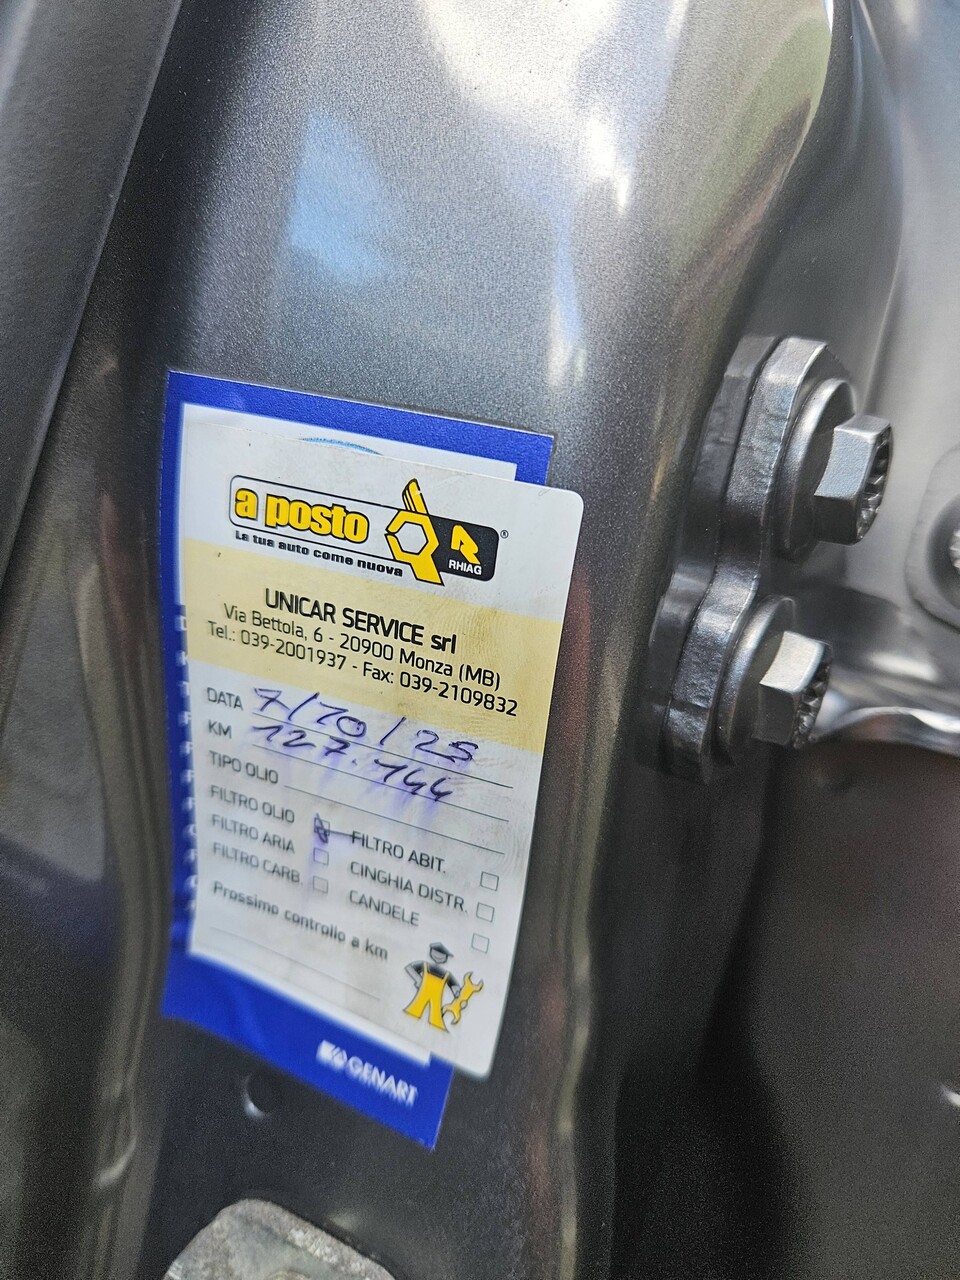 a posto
La tua auto come nuova
RHIAG
®
UNICAR SERVICE srl
Via Bettola, 6 - 20900 Monza (MB)
Tel.: 039-2001937 - Fax: 039-2109832
DATA 7/10/25
KM 127.144
TIPO OLIO
FILTRO OLIO FILTRO ABIT.
FILTRO ARIA CINGHIA DISTR.
FILTRO CARB. CANDELE
Prossimo controllo a km
GENART